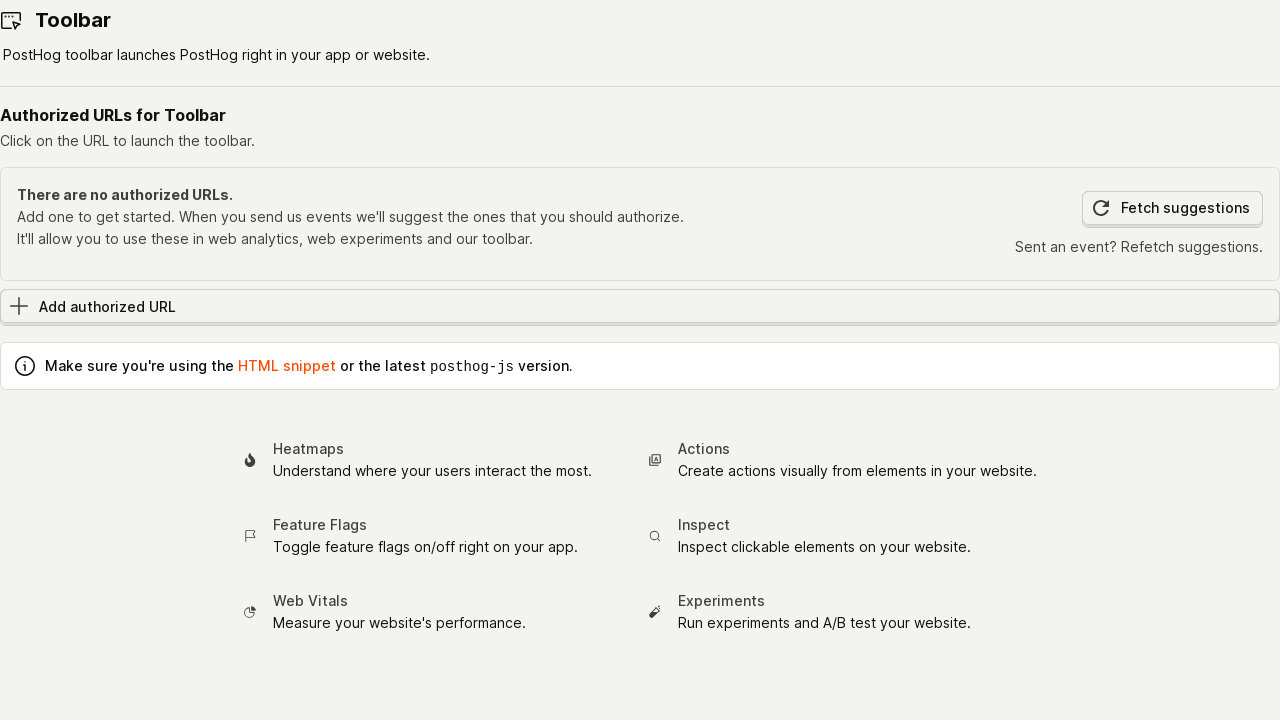 Toolbar
PostHog toolbar launches PostHog right in your app or website.
Authorized URLs for Toolbar
Click on the URL to launch the toolbar.
There are no authorized URLs.
Add one to get started. When you send us events we'll suggest the ones that you should authorize.
It'll allow you to use these in web analytics, web experiments and our toolbar.
Fetch suggestions
Sent an event? Refetch suggestions.
Add authorized URL
Make sure you're using the HTML snippet or the latest posthog-js version.
Heatmaps
Understand where your users interact the most.
Actions
Create actions visually from elements in your website.
Feature Flags
Toggle feature flags on/off right on your app.
Inspect
Inspect clickable elements on your website.
Web Vitals
Measure your website's performance.
Experiments
Run experiments and A/B test your website.